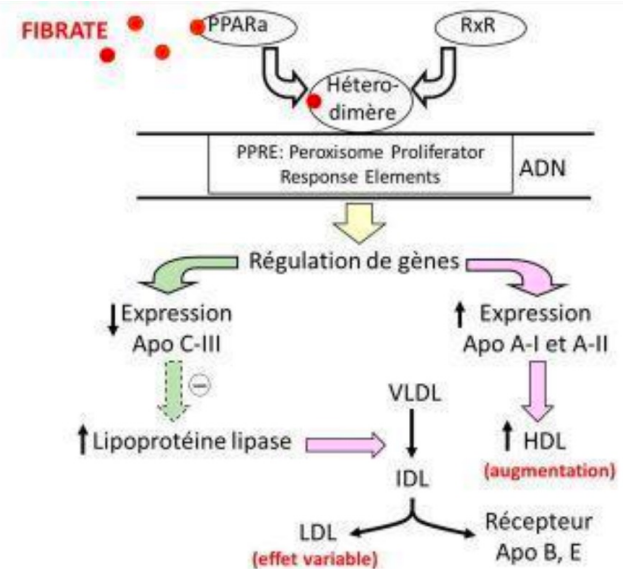 FIBRATE
PPARa
RxR
Hétero-
dimère
PPRE: Peroxisome Proliferator
Response Elements
ADN
Régulation de gènes
Expression
Apo C-III
Expression
Apo A-I et A-II
−
VLDL
Lipoprotéine lipase
HDL
(augmentation)
IDL
LDL
(effet variable)
Récepteur
Apo B, E